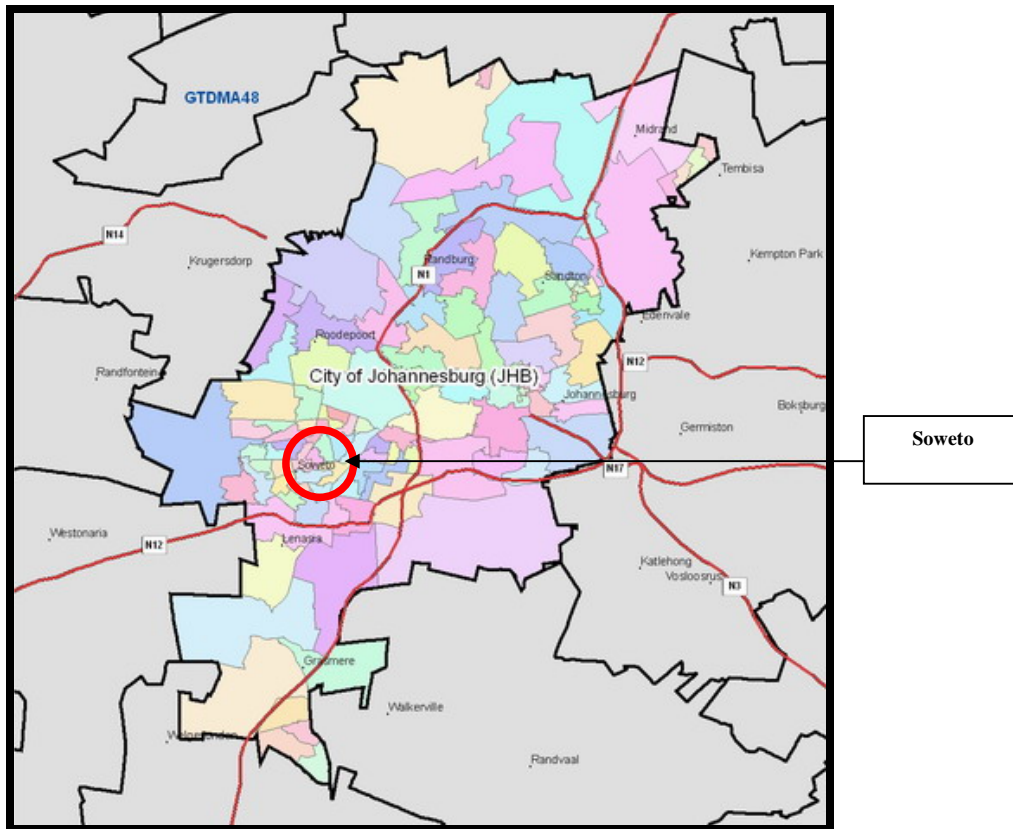 GTDMA48
Midrand
Tembisa
N14
Krugersdorp
Kempton Park
Randburg
N1
Sandton
Edenvale
Roodepoort
N12
Randfontein
City of Johannesburg (JHB)
Johannesburg
Boksburg
Germiston
Soweto
Soweto
N17
Westonaria
Lenasia
N12
Katlehong
Vosloosrus
N3
Grasmere
Walkerville
Randvaal